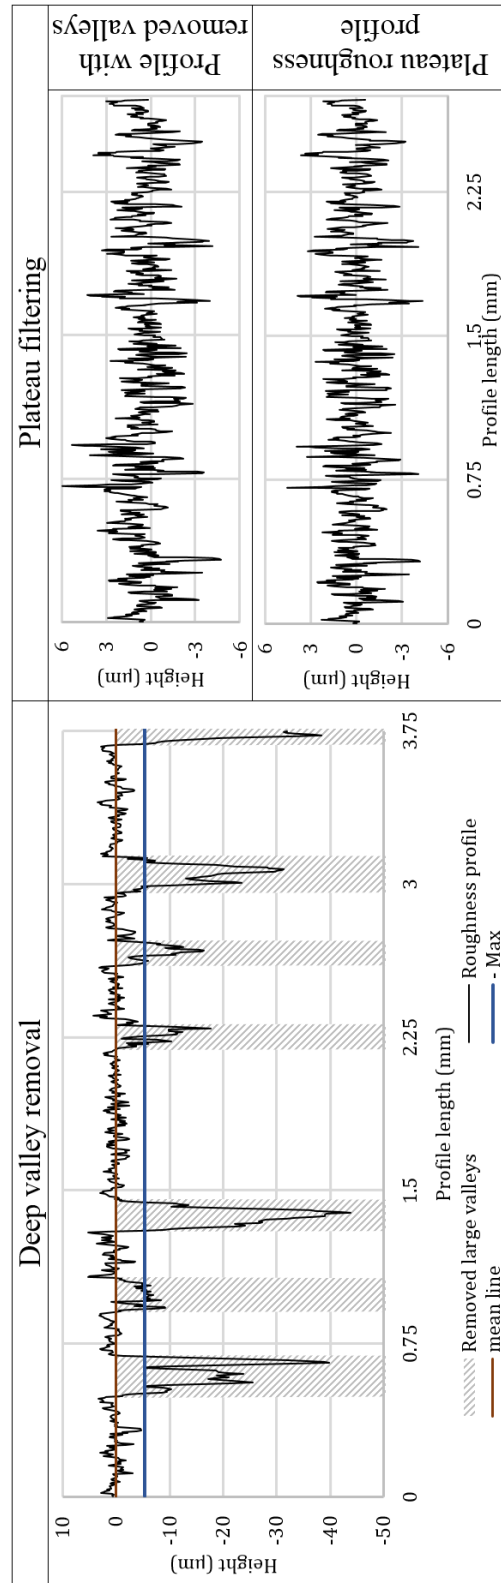 Deep valley removal
Plateau filtering
10
0
-10
-20
-30
-40
-50
Height (µm)
0
0.75
1.5
2.25
3
3.75
Profile length (mm)
Removed large valleys
Roughness profile
mean line
- Max
6
3
0
-3
-6
Height (µm)
Profile with
removed valleys
6
3
0
-3
-6
Height (µm)
0
0.75
1.5
2.25
Profile length (mm)
Plateau roughness
profile